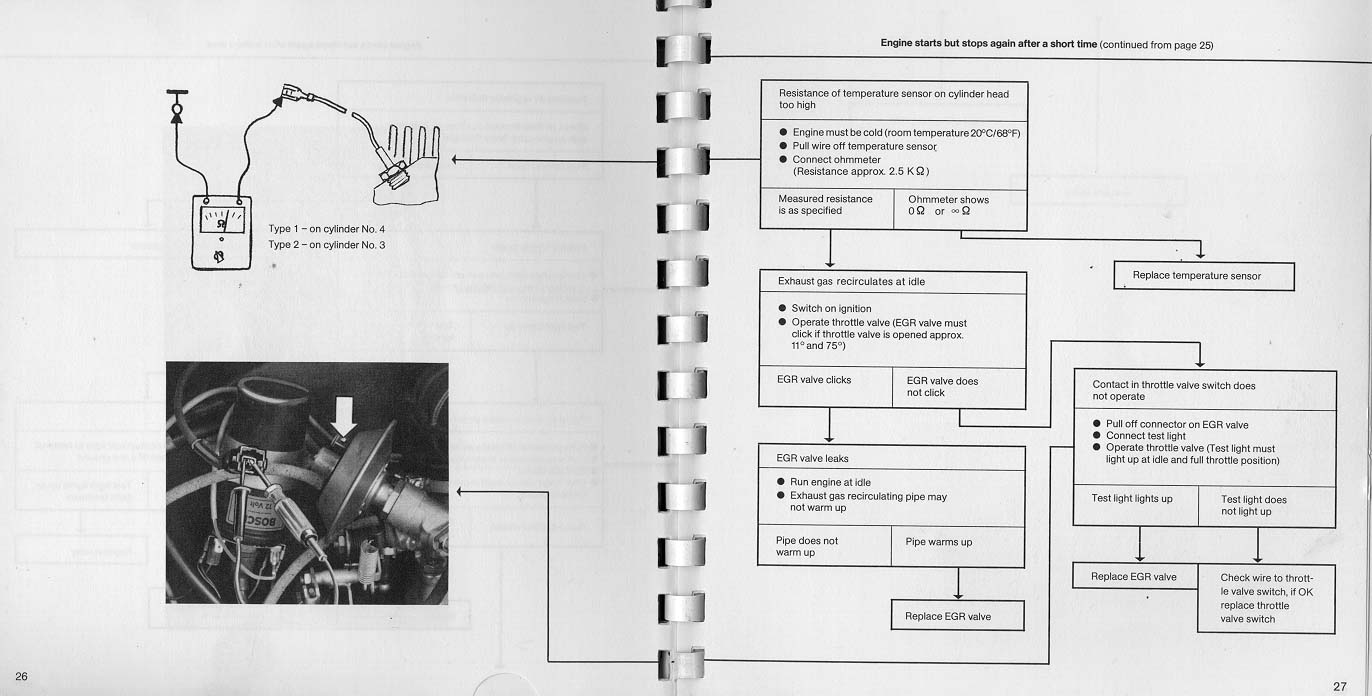 Type 1 – on cylinder No. 4
Type 2 – on cylinder No. 3
Ω
BOSCH
12 Volt
26
Engine starts but stops again after a short time (continued from page 25)
Resistance of temperature sensor on cylinder head
too high
● Engine must be cold (room temperature 20°C/68°F)
● Pull wire off temperature sensor
● Connect ohmmeter
(Resistance approx. 2.5 K Ω)
Measured resistance
is as specified
Ohmmeter shows
0 Ω or ∞ Ω
Replace temperature sensor
Exhaust gas recirculates at idle
● Switch on ignition
● Operate throttle valve (EGR valve must
click if throttle valve is opened approx.
11° and 75°)
EGR valve clicks
EGR valve does
not click
Contact in throttle valve switch does
not operate
● Pull off connector on EGR valve
● Connect test light
● Operate throttle valve (Test light must
light up at idle and full throttle position)
Test light lights up
Test light does
not light up
EGR valve leaks
● Run engine at idle
● Exhaust gas recirculating pipe may
not warm up
Pipe does not
warm up
Pipe warms up
Replace EGR valve
Replace EGR valve
Check wire to thrott-
le valve switch, if OK
replace throttle
valve switch
27